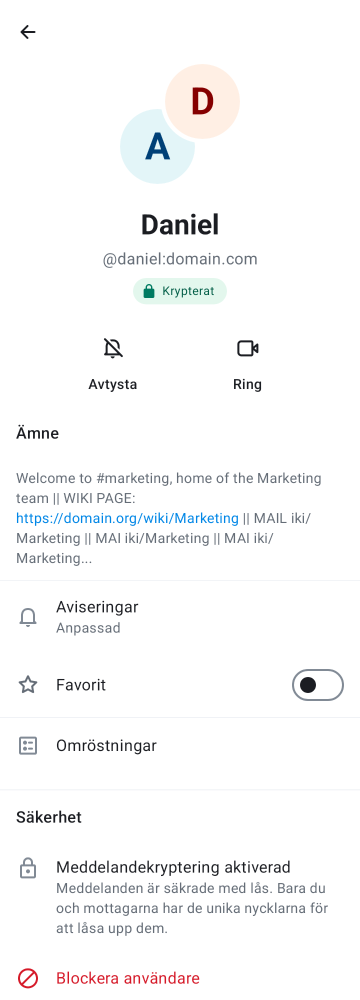 D
A
Daniel
@daniel:domain.com
Krypterat
Avtysta
Ring
Ämne
Welcome to #marketing, home of the Marketing
team || WIKI PAGE:
https://domain.org/wiki/Marketing || MAIL iki/
Marketing || MAI iki/Marketing || MAI iki/
Marketing...
Aviseringar
Anpassad
Favorit
Omröstningar
Säkerhet
Meddelandekryptering aktiverad
Meddelanden är säkrade med lås. Bara du
och mottagarna har de unika nycklarna för
att låsa upp dem.
Blockera användare